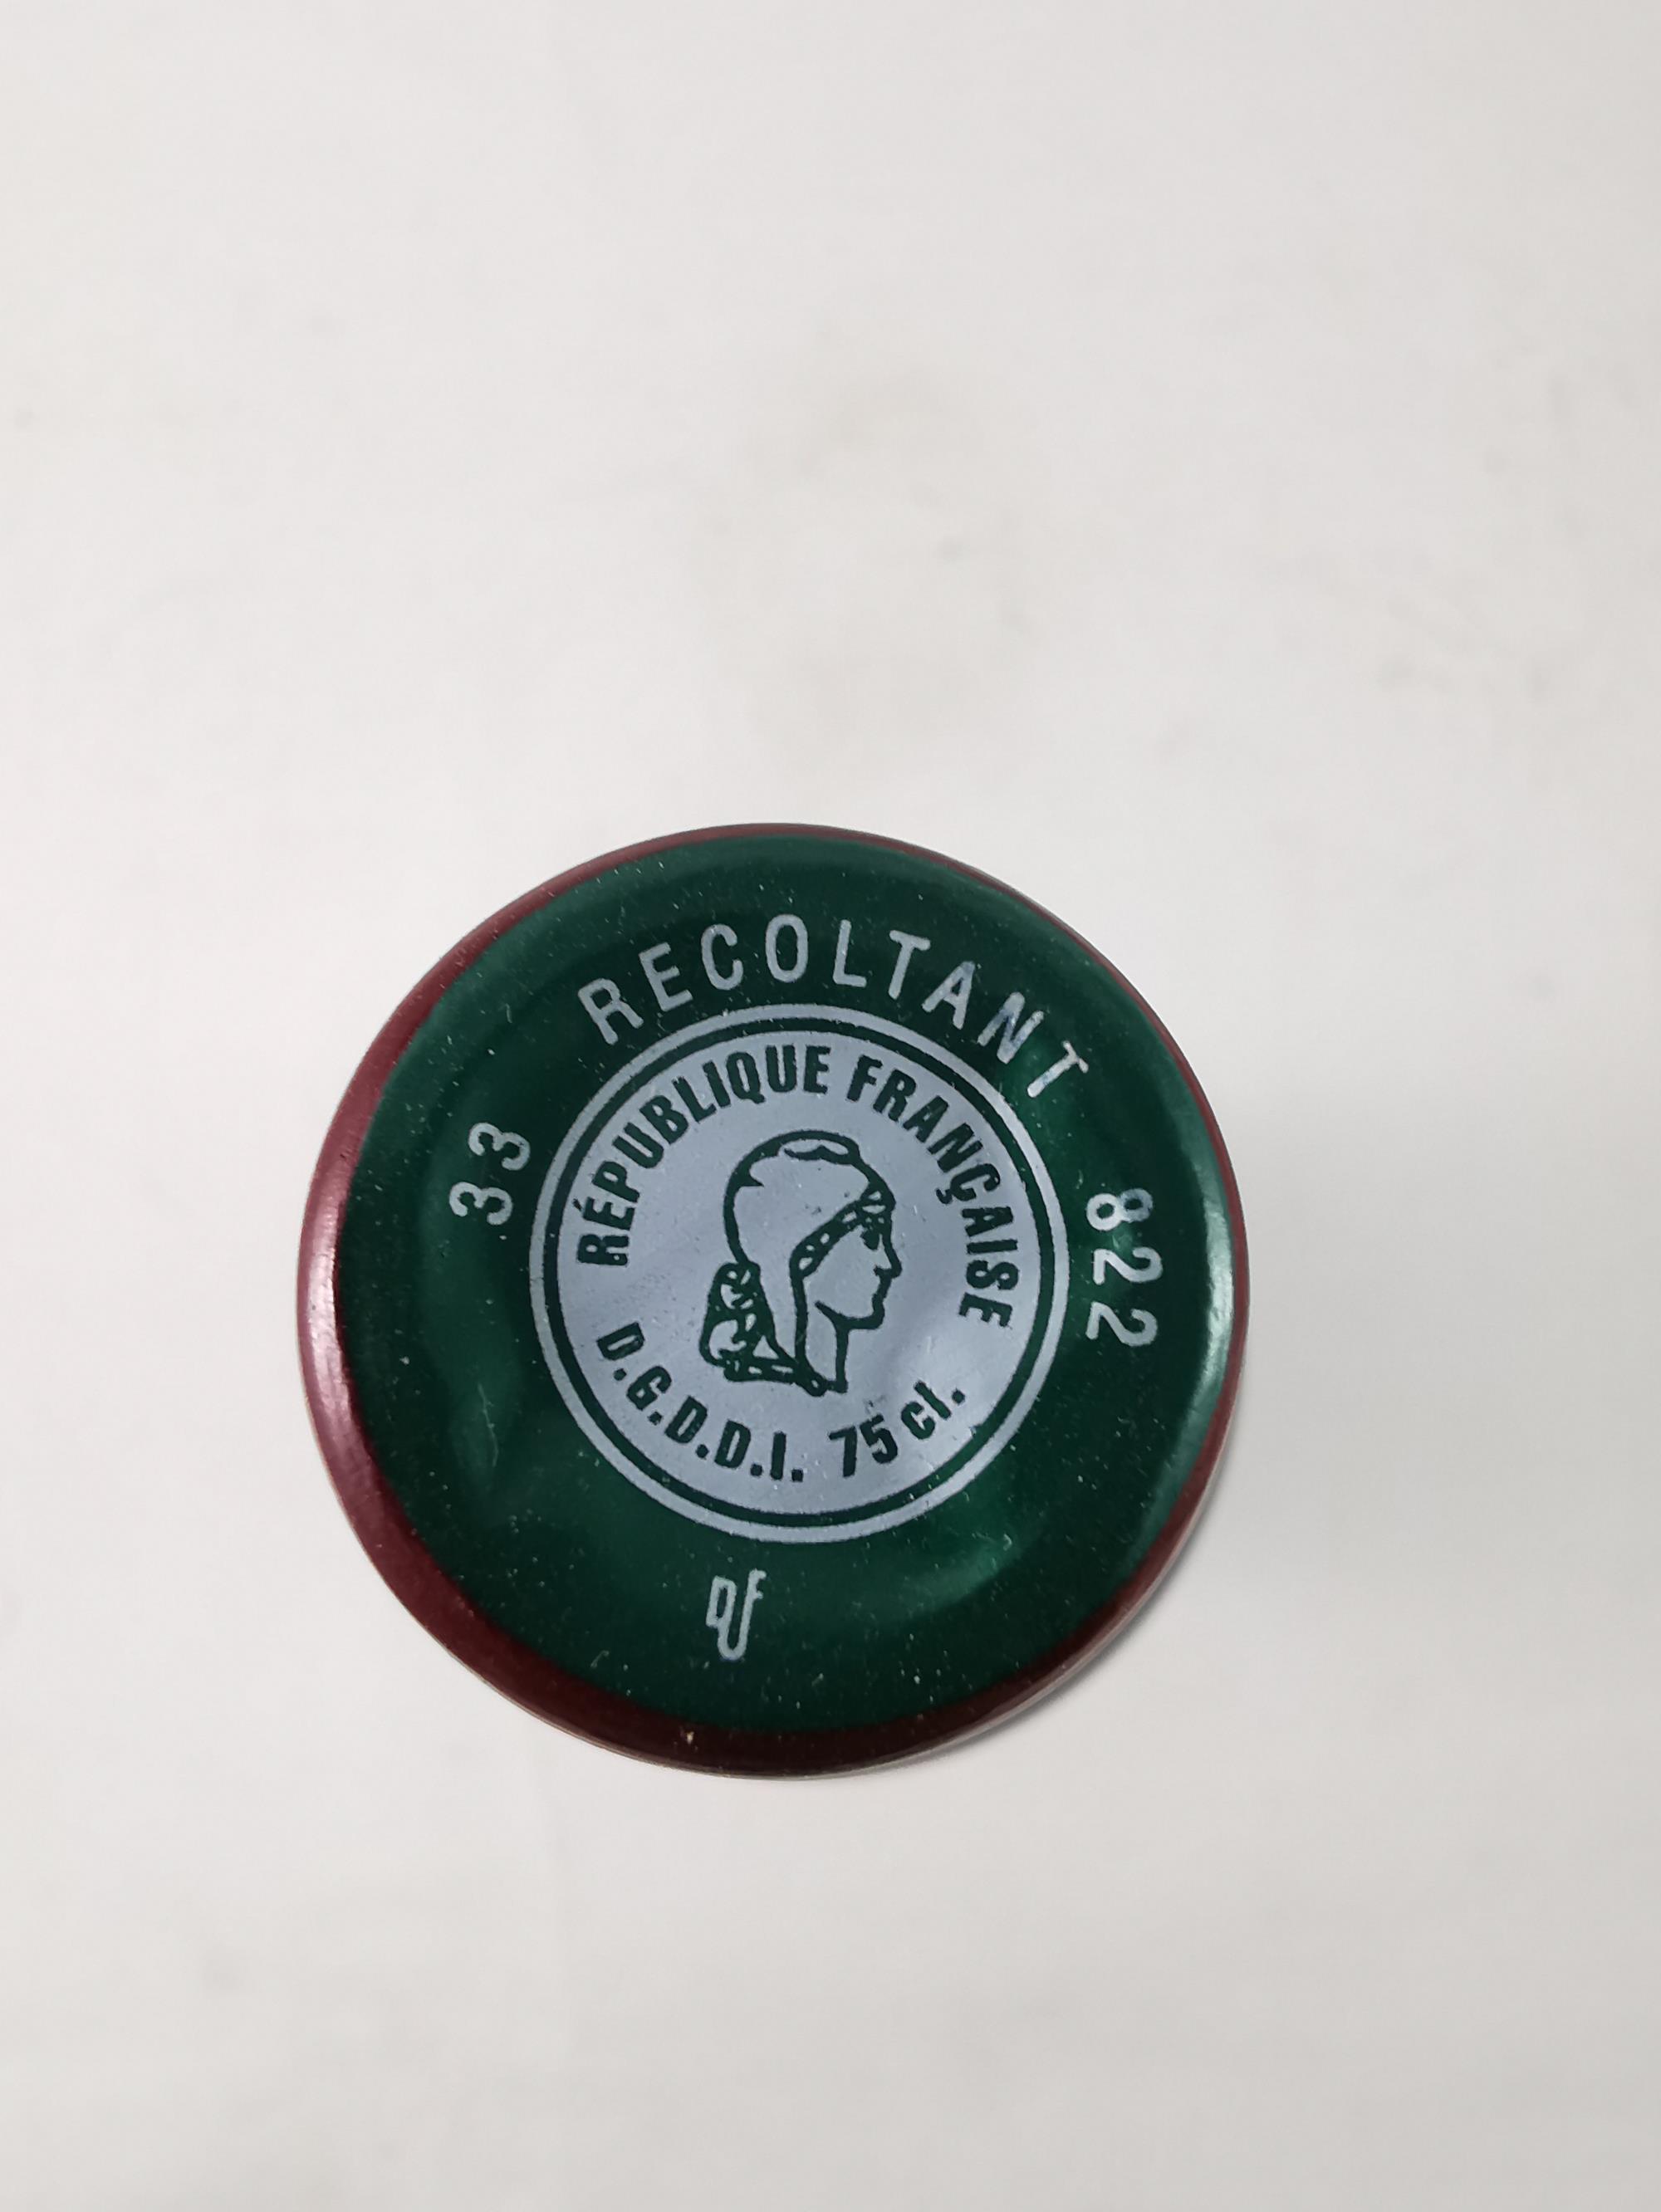 RECOLTANT
33
822
RÉPUBLIQUE FRANÇAISE
D.G.D.D.I. 75 cl.